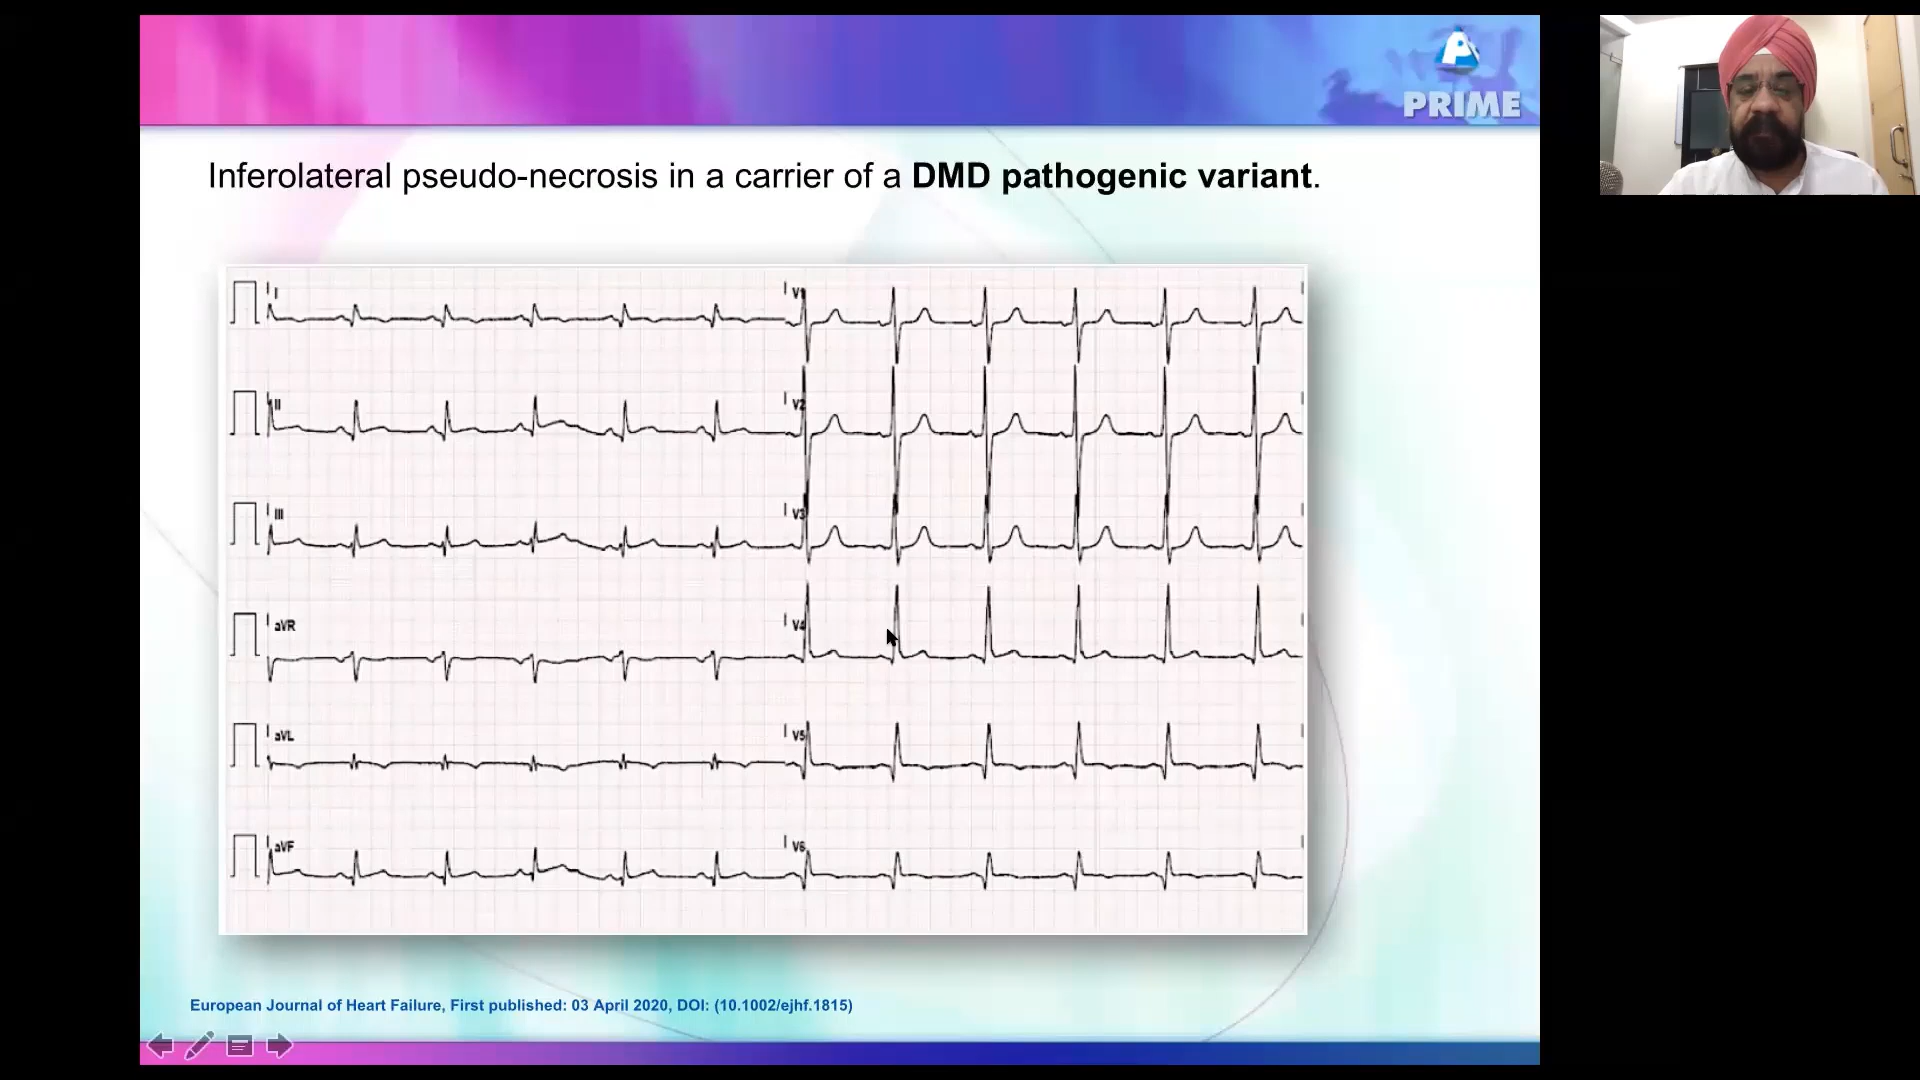 PRIME
Inferolateral pseudo-necrosis in a carrier of a DMD pathogenic variant.
I
V1
II
V2
III
V3
aVR
V4
aVL
V5
aVF
V6
European Journal of Heart Failure, First published: 03 April 2020, DOI: (10.1002/ejhf.1815)